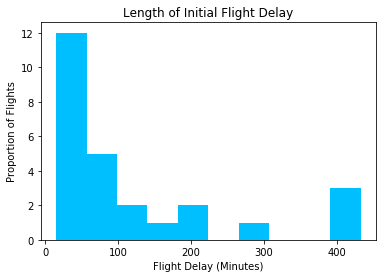 Length of Initial Flight Delay
Proportion of Flights
12
10
8
6
4
2
0
0 100 200 300 400
Flight Delay (Minutes)